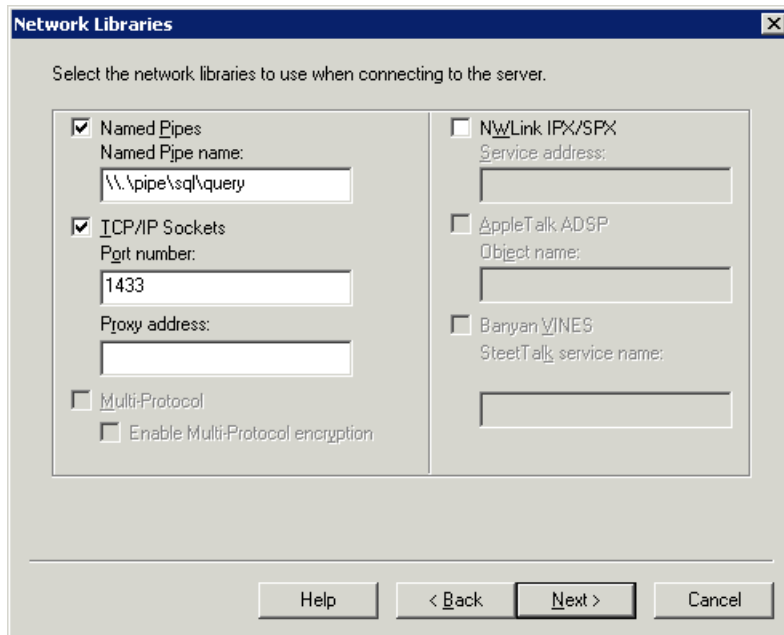 Network Libraries
Select the network libraries to use when connecting to the server.
Named Pipes
Named Pipe name:
\\.\pipe\sql\query
TCP/IP Sockets
Port number:
1433
Proxy address:
Multi-Protocol
Enable Multi-Protocol encryption
NWLink IPX/SPX
Service address:
AppleTalk ADSP
Object name:
Banyan VINES
SteetTalk service name:
Help
< Back
Next >
Cancel